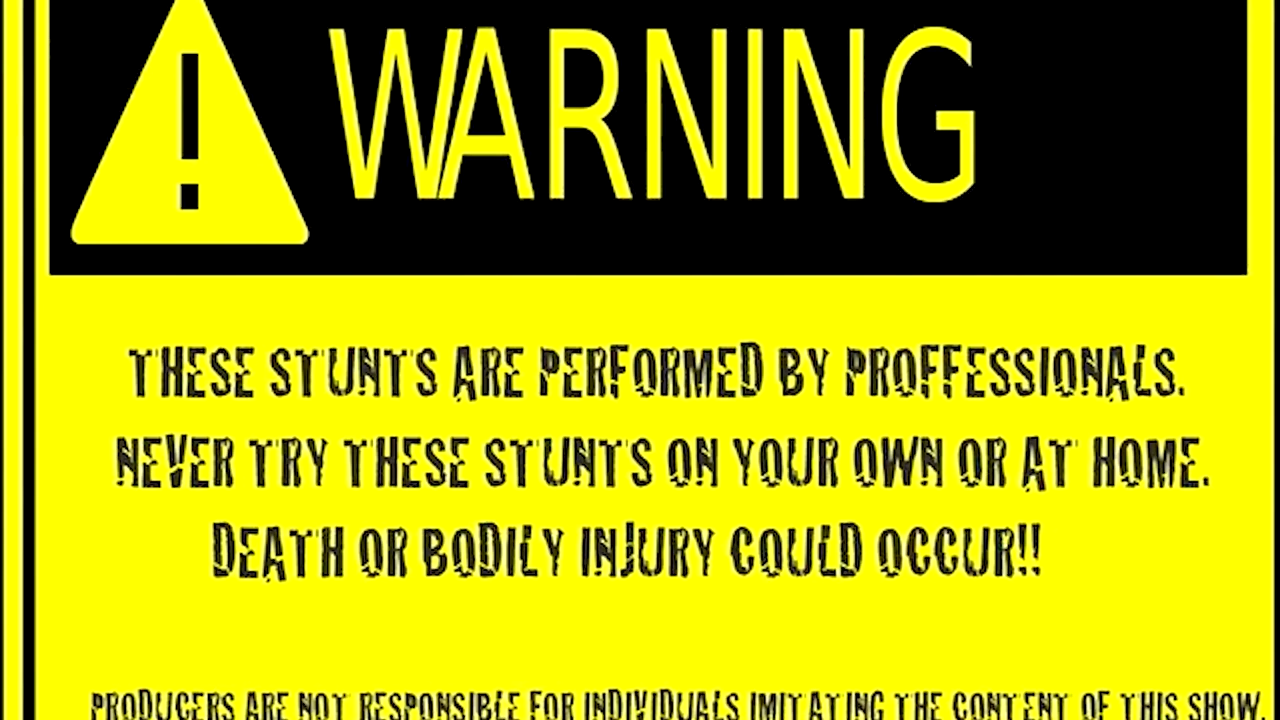 WARNING
THESE STUNTS ARE PERFORMED BY PROFFESSIONALS.
NEVER TRY THESE STUNTS ON YOUR OWN OR AT HOME.
DEATH OR BODILY INJURY COULD OCCUR!!
PRODUCERS ARE NOT RESPONSIBLE FOR INDIVIDUALS IMITATING THE CONTENT OF THIS SHOW.